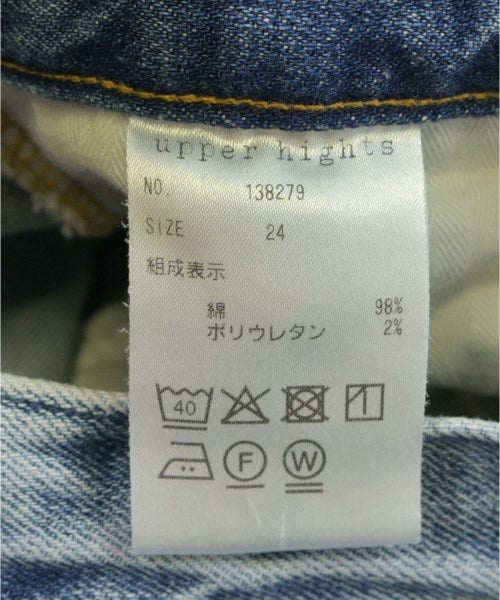 upper hights
NO. 138279
SIZE 24
組成表示
綿 98%
ポリウレタン 2%
40
F W